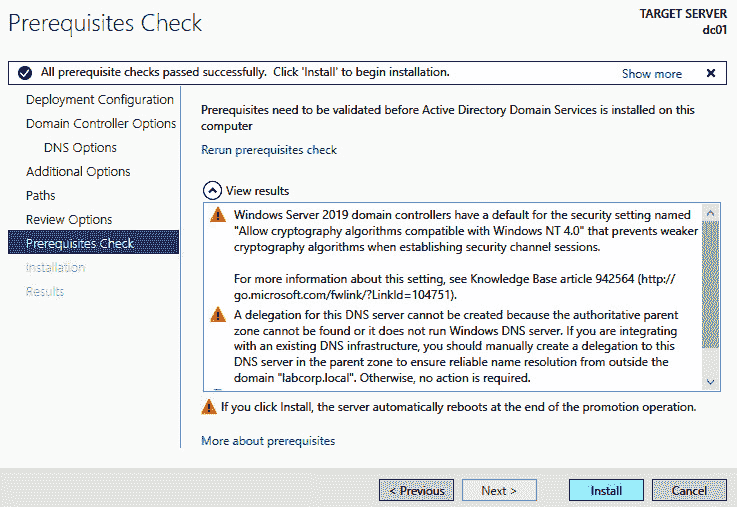 Prerequisites Check
TARGET SERVER
dc01
All prerequisite checks passed successfully. Click 'Install' to begin installation.
Show more
Deployment Configuration
Domain Controller Options
DNS Options
Additional Options
Paths
Review Options
Prerequisites Check
Installation
Results
Prerequisites need to be validated before Active Directory Domain Services is installed on this
computer
Rerun prerequisites check
View results
Windows Server 2019 domain controllers have a default for the security setting named
"Allow cryptography algorithms compatible with Windows NT 4.0" that prevents weaker
cryptography algorithms when establishing security channel sessions.
For more information about this setting, see Knowledge Base article 942564 (http://
go.microsoft.com/fwlink/?LinkId=104751).
A delegation for this DNS server cannot be created because the authoritative parent
zone cannot be found or it does not run Windows DNS server. If you are integrating
with an existing DNS infrastructure, you should manually create a delegation to this
DNS server in the parent zone to ensure reliable name resolution from outside the
domain "labcorp.local". Otherwise, no action is required.
If you click Install, the server automatically reboots at the end of the promotion operation.
More about prerequisites
< Previous
Next >
Install
Cancel